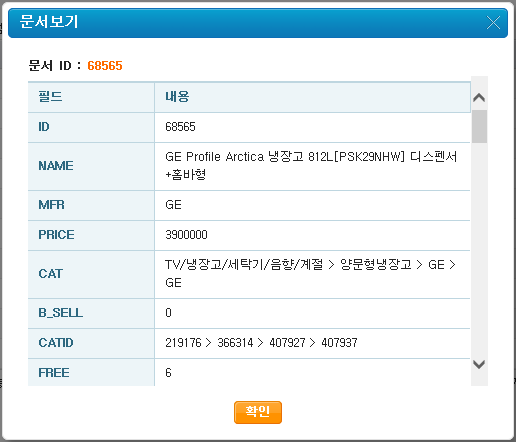 문서보기
문서 ID : 68565
필드 내용
ID 68565
NAME GE Profile Arctica 냉장고 812L[PSK29NHW] 디스펜서
+홈바형
MFR GE
PRICE 3900000
CAT TV/냉장고/세탁기/음향/계절 > 양문형냉장고 > GE >
GE
B_SELL 0
CATID 219176 > 366314 > 407927 > 407937
FREE 6
확인